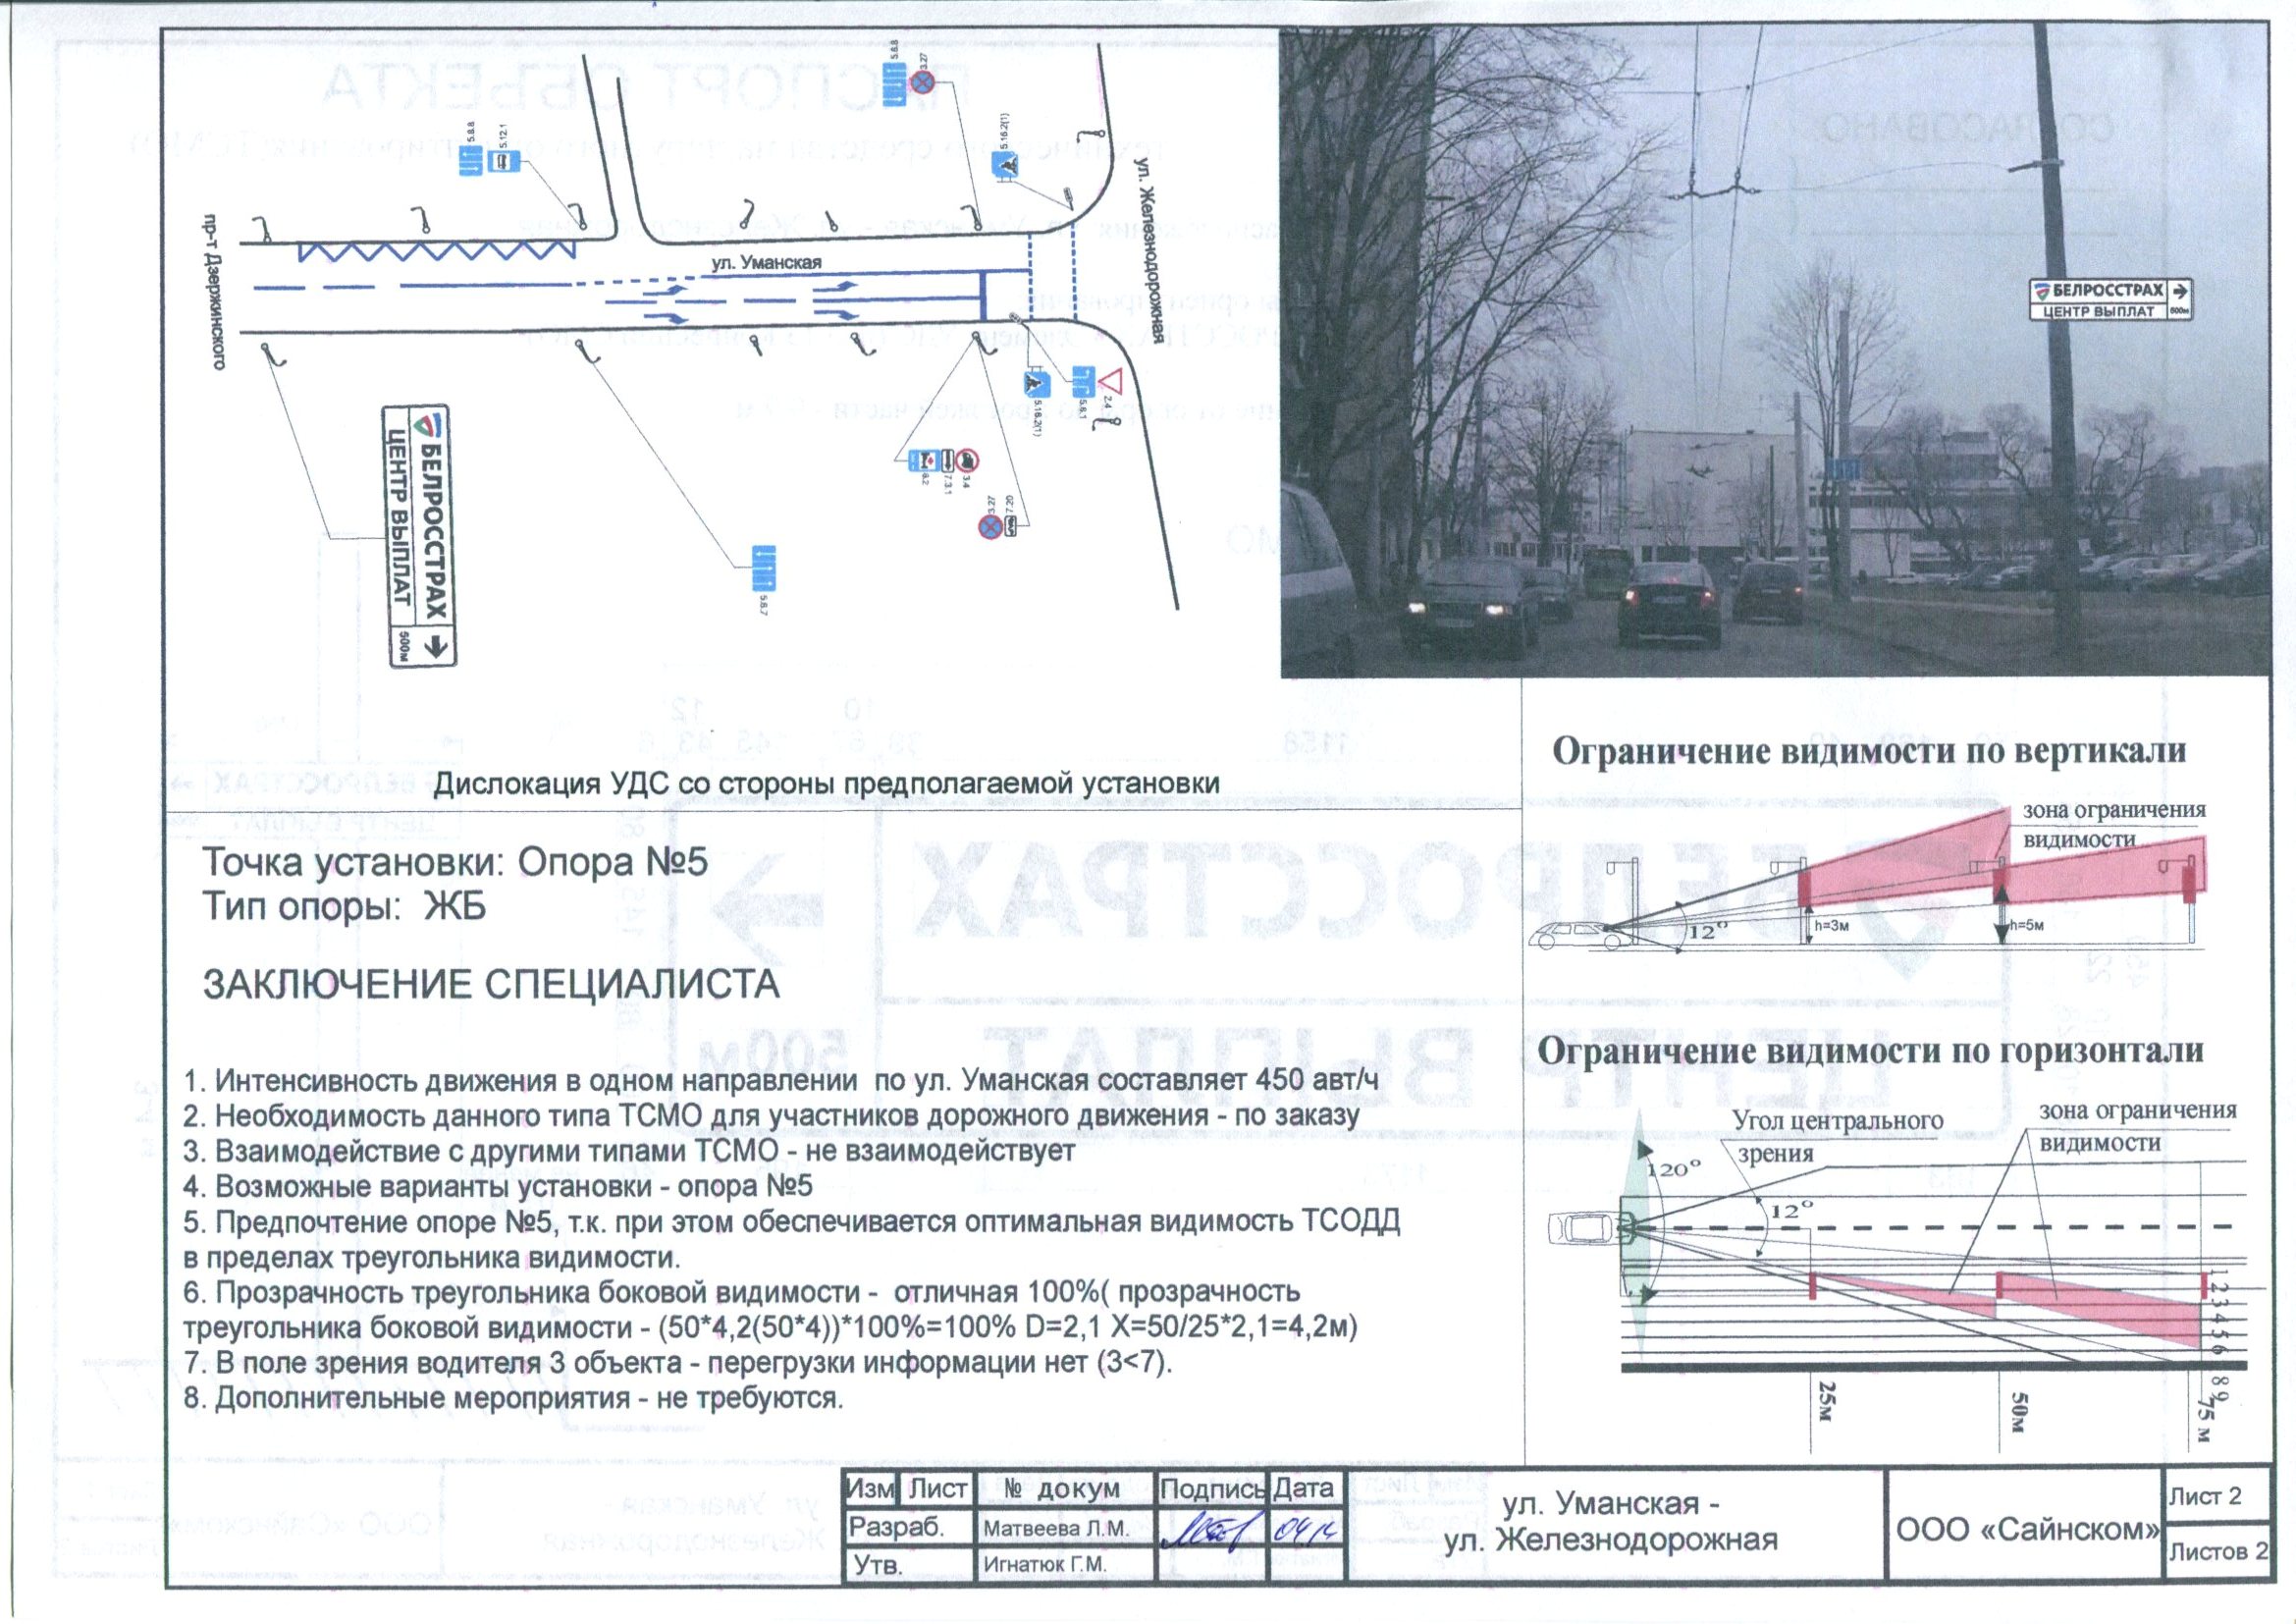 5.8.8
3.27
5.8.8
5.12.1
5.16.2(1)
ул. Железнодорожная
пр-т Дзержинского
ул. Уманская
БЕЛРОССТРАХ
ЦЕНТР ВЫПЛАТ
500м
5.16.2(1)
5.8.1
2.4
6.2
7.3.1
3.4
3.27
7.20
5.8.7
БЕЛРОССТРАХ
ЦЕНТР ВЫПЛАТ 500м
Дислокация УДС со стороны предполагаемой установки
Точка установки: Опора №5
Тип опоры: ЖБ
ЗАКЛЮЧЕНИЕ СПЕЦИАЛИСТА
1. Интенсивность движения в одном направлении по ул. Уманская составляет 450 авт/ч
2. Необходимость данного типа ТСМО для участников дорожного движения - по заказу
3. Взаимодействие с другими типами ТСМО - не взаимодействует
4. Возможные варианты установки - опора №5
5. Предпочтение опоре №5, т.к. при этом обеспечивается оптимальная видимость ТСОДД
в пределах треугольника видимости.
6. Прозрачность треугольника боковой видимости - отличная 100%( прозрачность
треугольника боковой видимости - (50*4,2(50*4))*100%=100% D=2,1 X=50/25*2,1=4,2м)
7. В поле зрения водителя 3 объекта - перегрузки информации нет (3<7).
8. Дополнительные мероприятия - не требуются.
Ограничение видимости по вертикали
зона ограничения
видимости
12°
h=3м
h=5м
Ограничение видимости по горизонтали
Угол центрального
зрения
зона ограничения
видимости
120°
12°
1 2 3 4 5 6 8 9
25м
50м
75 м
Изм Лист № докум Подпись Дата
Разраб. Матвеева Л.М. 04,12
Утв. Игнатюк Г.М.
ул. Уманская -
ул. Железнодорожная
ООО «Сайнском»
Лист 2
Листов 2